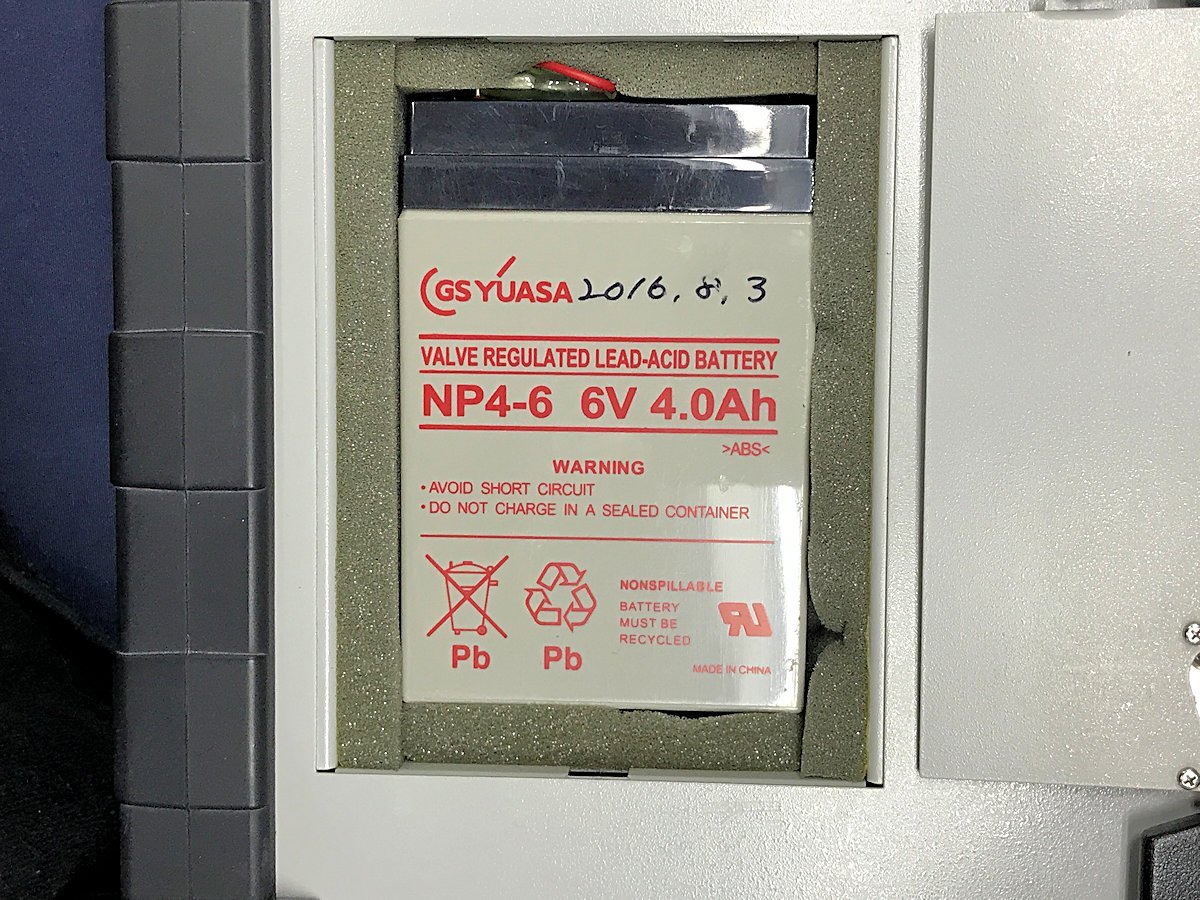 GS YUASA 2016.8.3
VALVE REGULATED LEAD-ACID BATTERY
NP4-6 6V 4.0Ah
>ABS<
WARNING
•AVOID SHORT CIRCUIT
•DO NOT CHARGE IN A SEALED CONTAINER
NONSPILLABLE
BATTERY
MUST BE
RECYCLED
RU
Pb Pb
MADE IN CHINA